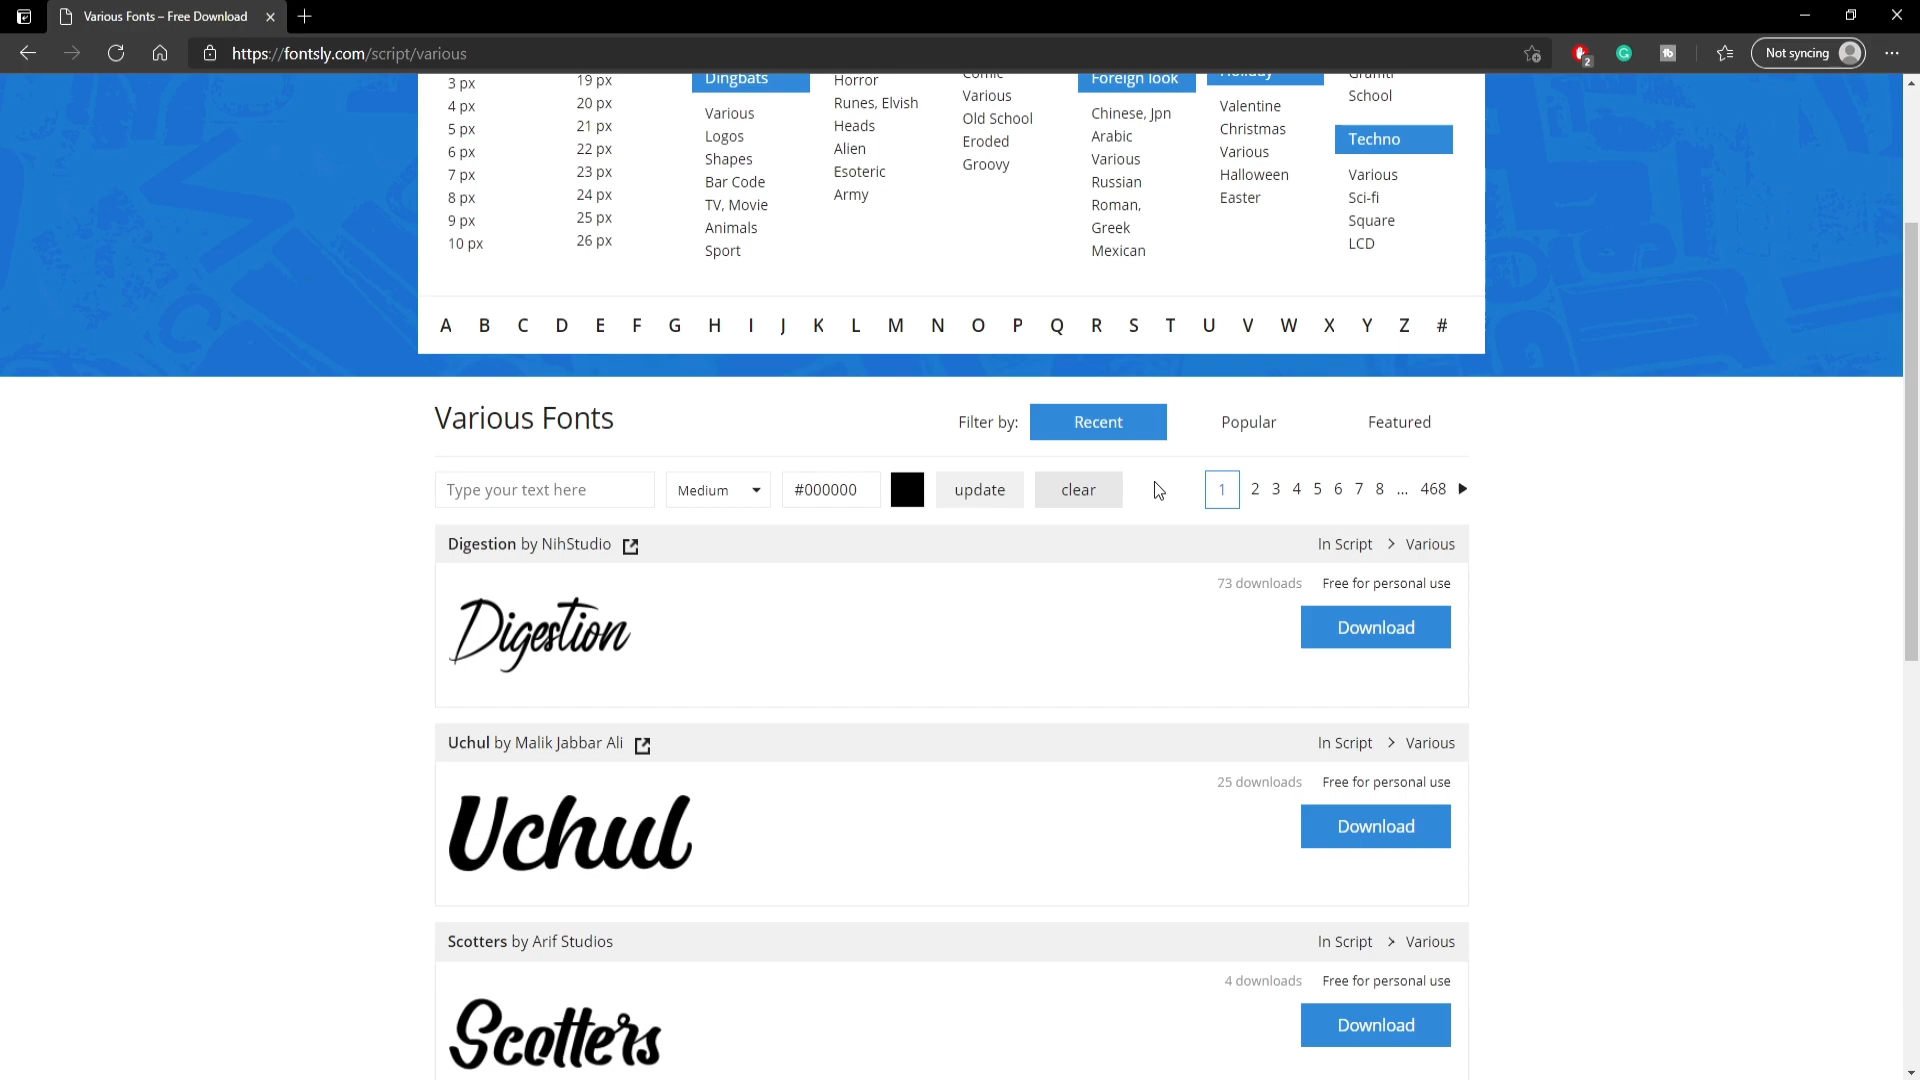 Various Fonts – Free Download
https://fontsly.com/script/various
2
Not syncing
3 px
4 px
5 px
6 px
7 px
8 px
9 px
10 px
19 px
20 px
21 px
22 px
23 px
24 px
25 px
26 px
Dingbats
Various
Logos
Shapes
Bar Code
TV, Movie
Animals
Sport
Horror
Runes, Elvish
Heads
Alien
Esoteric
Army
Comic
Various
Old School
Eroded
Groovy
Foreign look
Chinese, Jpn
Arabic
Various
Russian
Roman,
Greek
Mexican
Holiday
Valentine
Christmas
Various
Halloween
Easter
Graffiti
School
Techno
Various
Sci-fi
Square
LCD
A B C D E F G H I J K L M N O P Q R S T U V W X Y Z #
Various Fonts
Filter by: Recent Popular Featured
Type your text here Medium #000000 update clear 1 2 3 4 5 6 7 8 ... 468
Digestion by NihStudio In Script > Various
73 downloads Free for personal use
Digestion
Download
Uchul by Malik Jabbar Ali In Script > Various
25 downloads Free for personal use
Uchul
Download
Scotters by Arif Studios In Script > Various
4 downloads Free for personal use
Scotters
Download